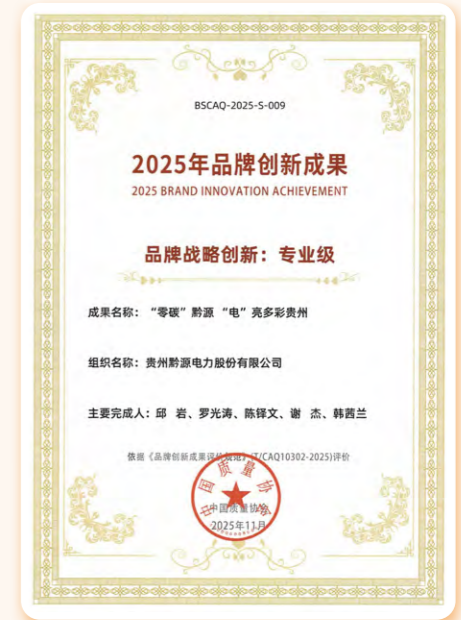 BSCAQ-2025-S-009
2025年品牌创新成果
2025 BRAND INNOVATION ACHIEVEMENT
品牌战略创新：专业级
成果名称：“零碳”黔源 “电”亮多彩贵州
组织名称：贵州黔源电力股份有限公司
主要完成人：邱 岩、罗光涛、陈铎文、谢 杰、韩茜兰
依据《品牌创新成果评价规范》(T/CAQ10302-2025)评价
中国质量协会
中国质量协会
2025年11月